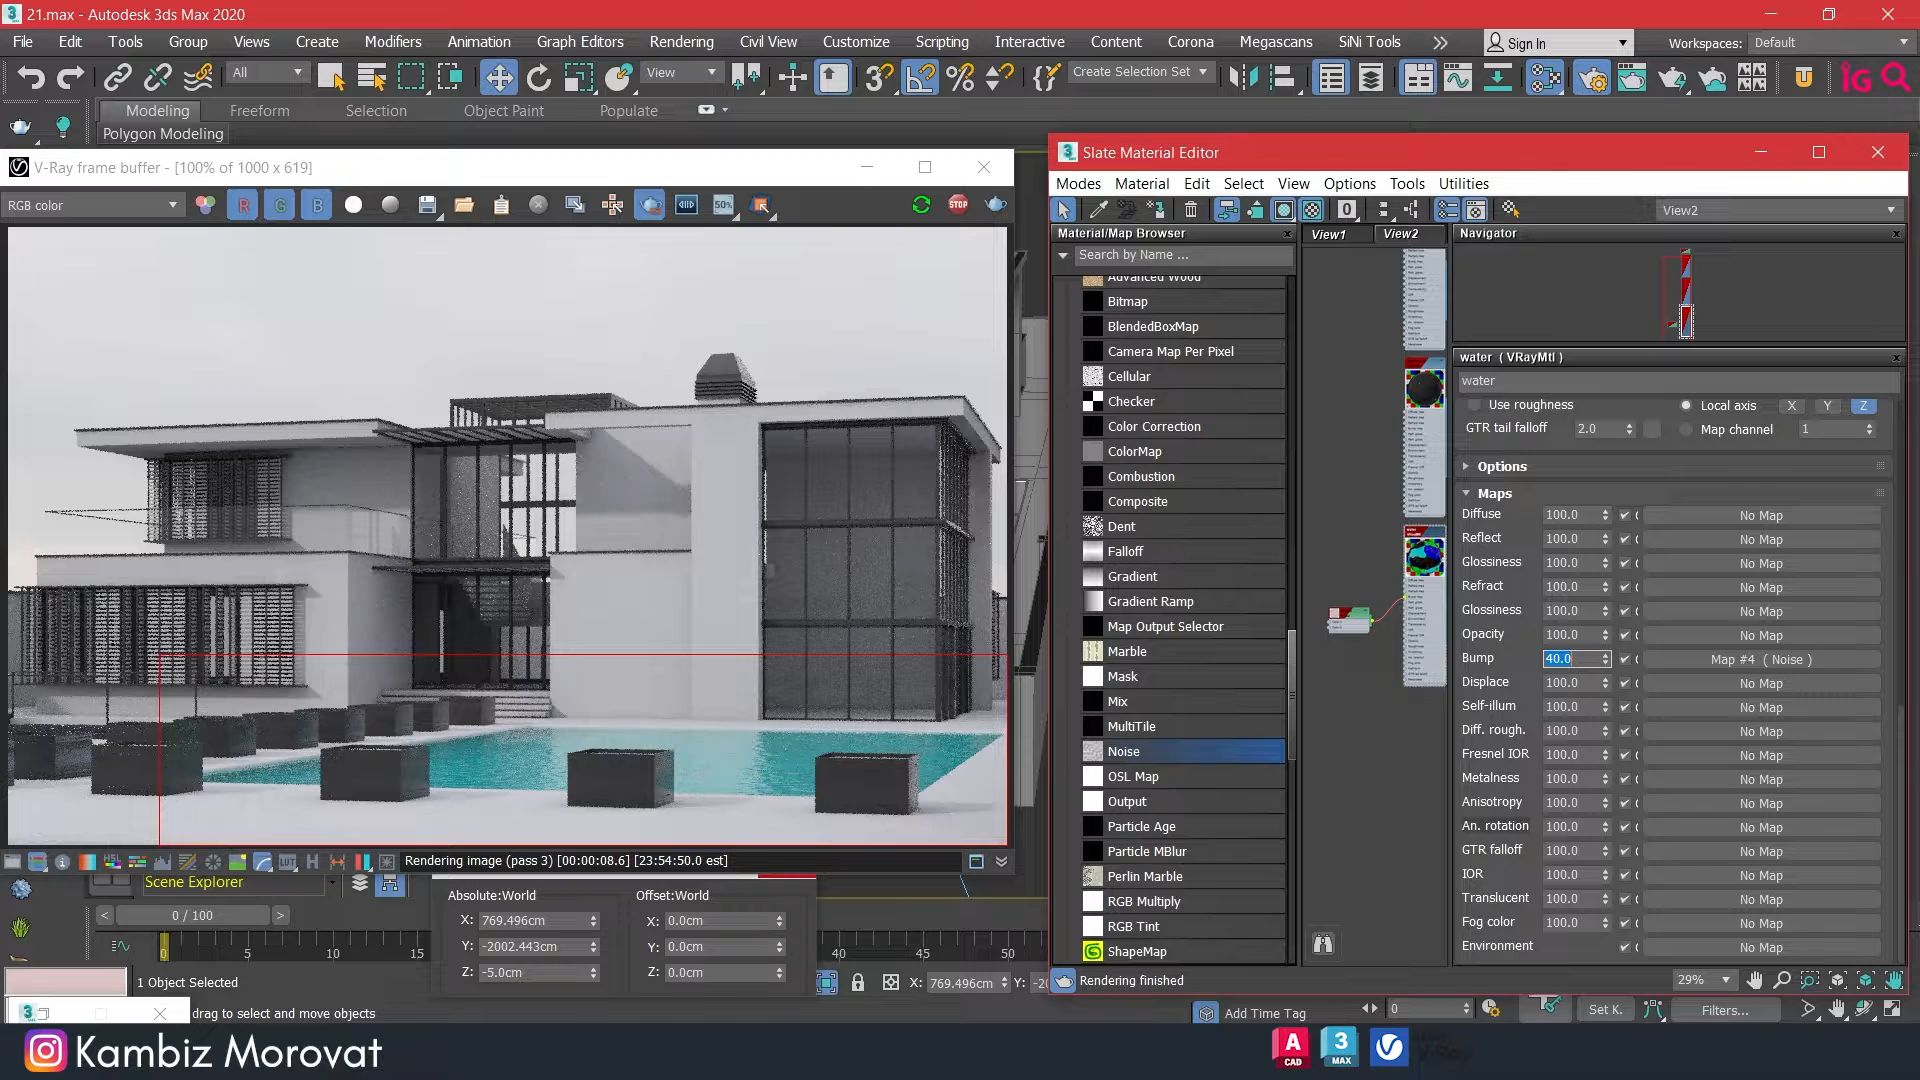 21.max - Autodesk 3ds Max 2020
File Edit Tools Group Views Create Modifiers Animation Graph Editors Rendering Civil View Customize Scripting Interactive Content Corona Megascans SiNi Tools Sign In Workspaces: Default
All View Create Selection Set
Modeling Freeform Selection Object Paint Populate
Polygon Modeling
V-Ray frame buffer - [100% of 1000 x 619]
RGB color R G B 50% STOP
Rendering image (pass 3) [00:00:08.6] [23:54:50.0 est]
HSL LUT H
Slate Material Editor
Modes Material Edit Select View Options Tools Utilities
0 View2
Material/Map Browser
Search by Name ...
Advanced Wood
Bitmap
BlendedBoxMap
Camera Map Per Pixel
Cellular
Checker
Color Correction
ColorMap
Combustion
Composite
Dent
Falloff
Gradient
Gradient Ramp
Map Output Selector
Marble
Mask
Mix
MultiTile
Noise
OSL Map
Output
Particle Age
Particle MBlur
Perlin Marble
RGB Multiply
RGB Tint
ShapeMap
View1 View2
Navigator
water ( VRayMtl )
water
Use roughness Local axis X Y Z
GTR tail falloff 2.0 Map channel 1
Options
Maps
Diffuse 100.0 No Map
Reflect 100.0 No Map
Glossiness 100.0 No Map
Refract 100.0 No Map
Glossiness 100.0 No Map
Opacity 100.0 No Map
Bump 40.0 Map #4 ( Noise )
Displace 100.0 No Map
Self-illum 100.0 No Map
Diff. rough. 100.0 No Map
Fresnel IOR 100.0 No Map
Metalness 100.0 No Map
Anisotropy 100.0 No Map
An. rotation 100.0 No Map
GTR falloff 100.0 No Map
IOR 100.0 No Map
Translucent 100.0 No Map
Fog color 100.0 No Map
Environment No Map
Rendering finished 29%
Scene Explorer
0 / 100
0 5 10 15 40 45 50
Absolute:World Offset:World
X: 769.496cm X: 0.0cm
Y: -2002.443cm Y: 0.0cm
Z: -5.0cm Z: 0.0cm
1 Object Selected
X: 769.496cm Y: -20
drag to select and move objects
Add Time Tag 0 Set K. Filters...
Kambiz Morovat
A CAD 3 MAX
iG